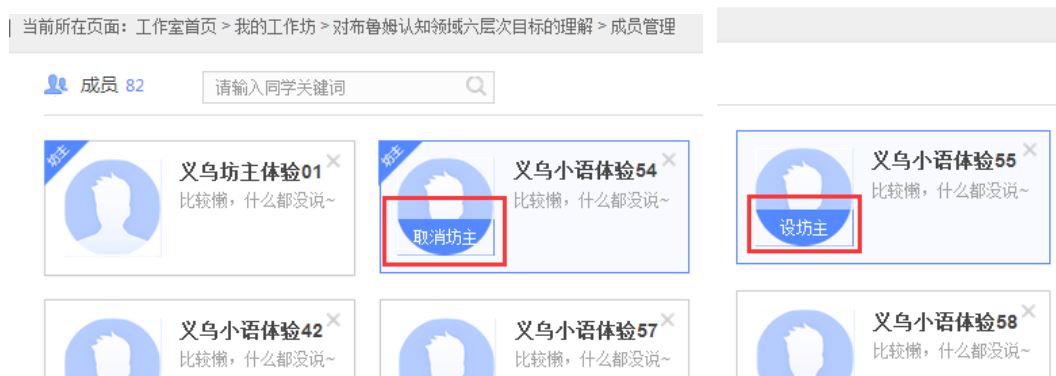 当前所在页面：工作室首页 > 我的工作坊 > 对布鲁姆认知领域六层次目标的理解 > 成员管理
成员 82
请输入同学关键词
坊主
义乌坊主体验01
比较懒，什么都没说~
坊主
义乌小语体验54
比较懒，什么都没说~
取消坊主
义乌小语体验55
比较懒，什么都没说~
设坊主
义乌小语体验42
比较懒，什么都没说~
义乌小语体验57
比较懒，什么都没说~
义乌小语体验58
比较懒，什么都没说~